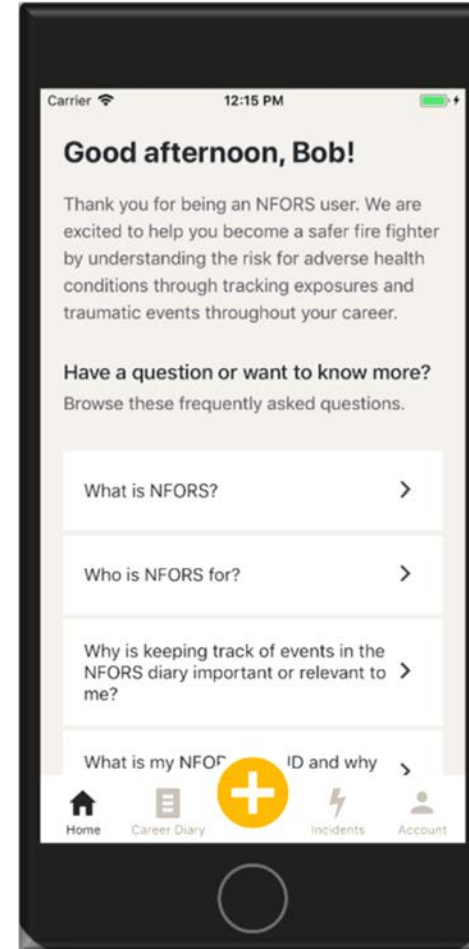 Carrier 12:15 PM
Good afternoon, Bob!
Thank you for being an NFORS user. We are
excited to help you become a safer fire fighter
by understanding the risk for adverse health
conditions through tracking exposures and
traumatic events throughout your career.
Have a question or want to know more?
Browse these frequently asked questions.
What is NFORS?
Who is NFORS for?
Why is keeping track of events in the
NFORS diary important or relevant to
me?
What is my ID and why
Home Career Diary Incidents Account